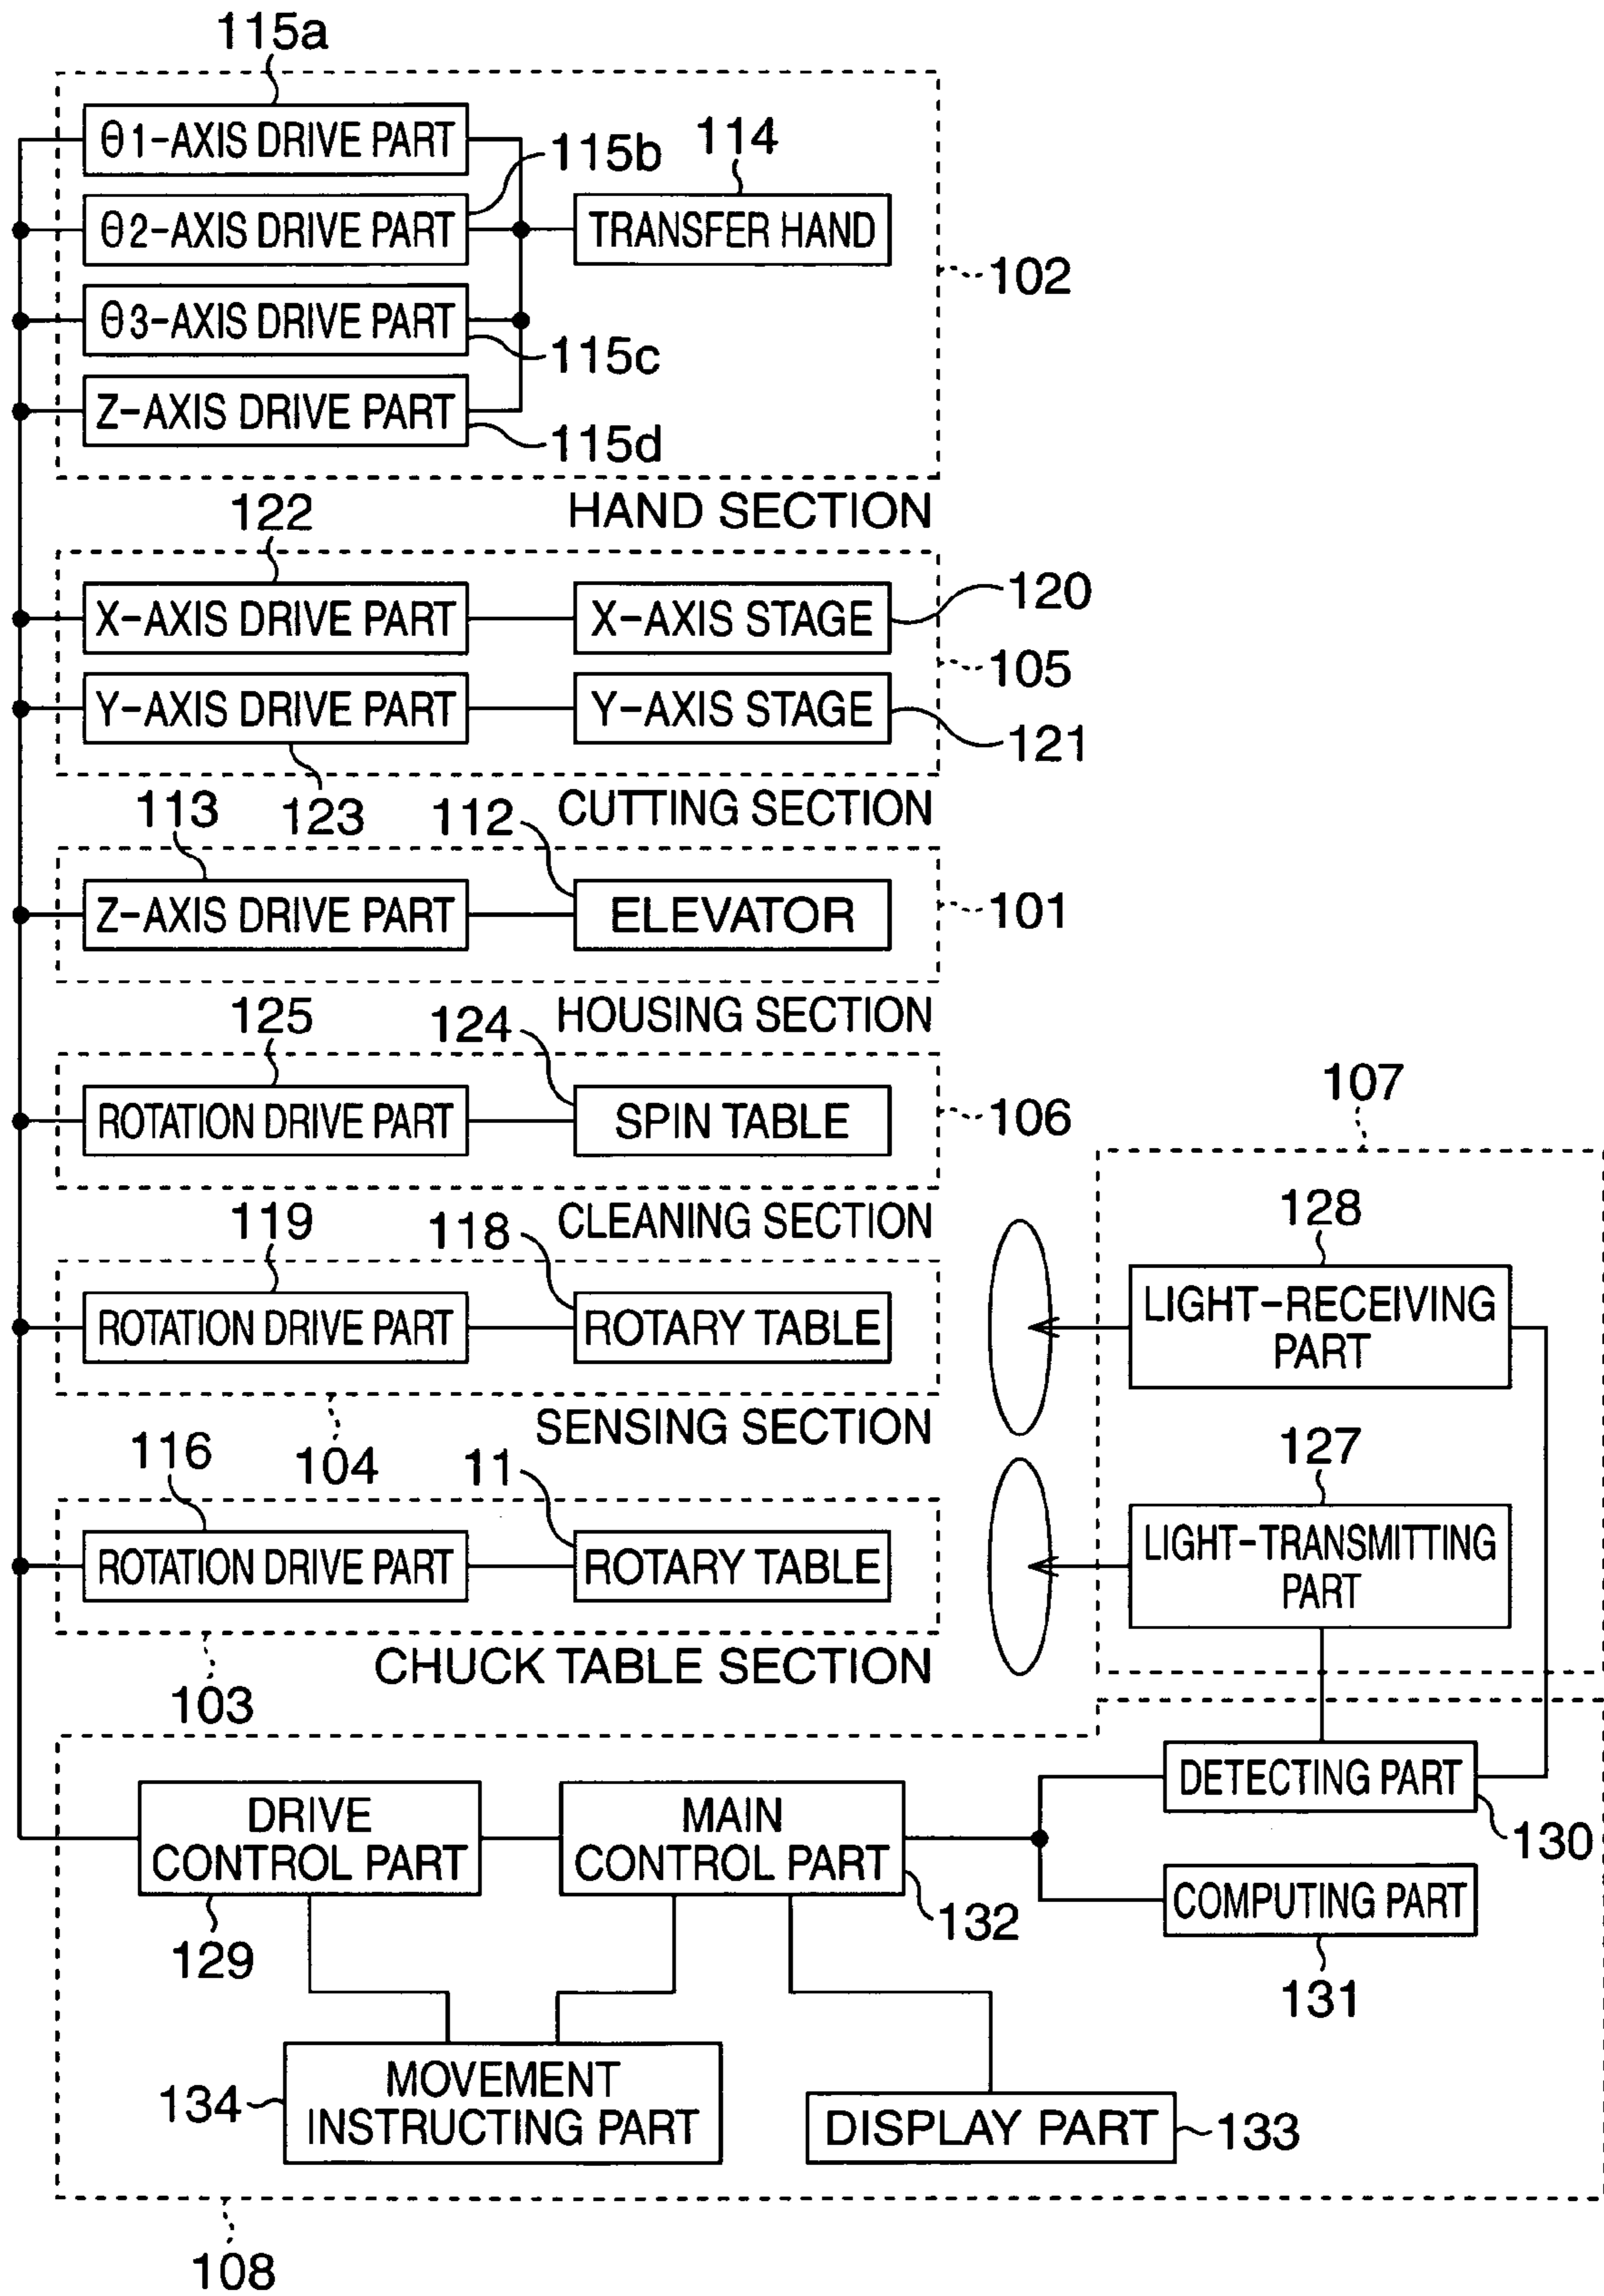 115a
θ1-AXIS DRIVE PART
115b
114
θ2-AXIS DRIVE PART
TRANSFER HAND
102
θ3-AXIS DRIVE PART
115c
Z-AXIS DRIVE PART
115d
HAND SECTION
122
X-AXIS DRIVE PART
X-AXIS STAGE
120
105
Y-AXIS DRIVE PART
Y-AXIS STAGE
121
123
CUTTING SECTION
113
112
Z-AXIS DRIVE PART
ELEVATOR
101
HOUSING SECTION
125
124
ROTATION DRIVE PART
SPIN TABLE
106
CLEANING SECTION
107
119
118
ROTATION DRIVE PART
ROTARY TABLE
128
LIGHT-RECEIVING
PART
SENSING SECTION
104
116
11
ROTATION DRIVE PART
ROTARY TABLE
127
LIGHT-TRANSMITTING
PART
CHUCK TABLE SECTION
103
DRIVE
CONTROL PART
129
MAIN
CONTROL PART
132
DETECTING PART
130
COMPUTING PART
131
MOVEMENT
INSTRUCTING PART
134
DISPLAY PART
133
108